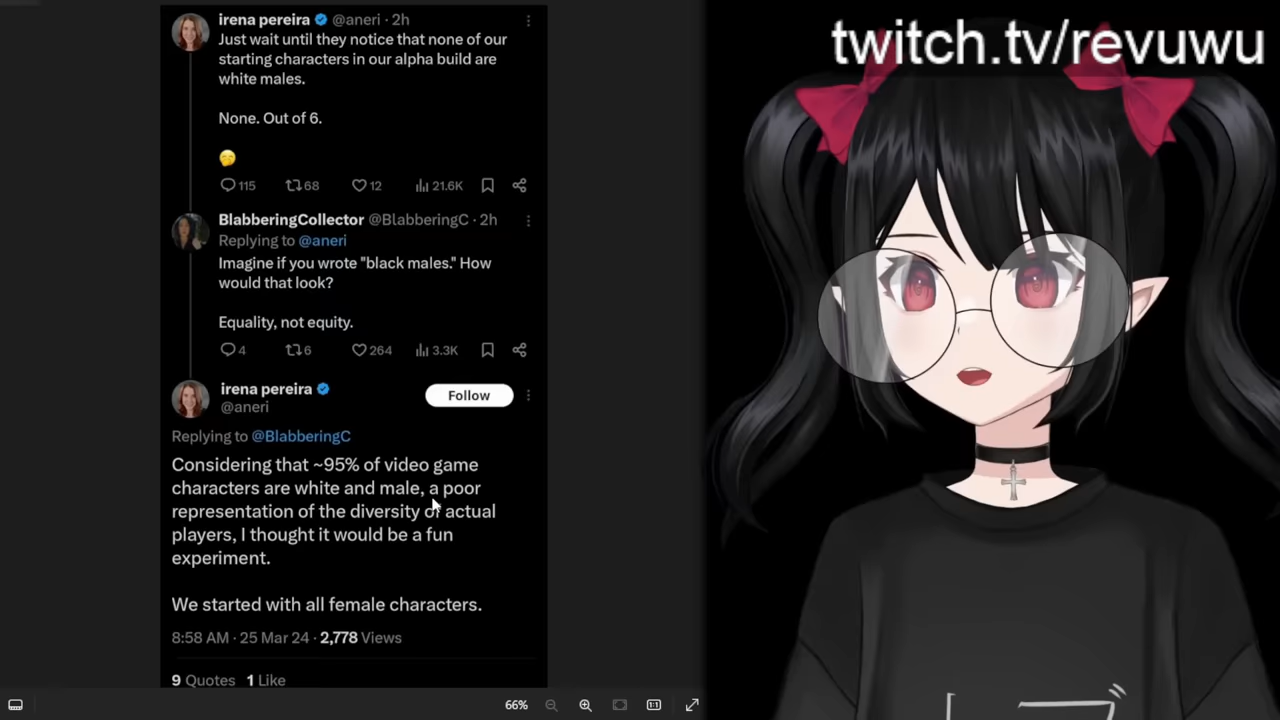 irena pereira @aneri · 2h
Just wait until they notice that none of our
starting characters in our alpha build are
white males.
None. Out of 6.
115 68 12 21.6K
BlabberingCollector @BlabberingC · 2h
Replying to @aneri
Imagine if you wrote "black males." How
would that look?
Equality, not equity.
4 6 264 3.3K
irena pereira
@aneri
Follow
Replying to @BlabberingC
Considering that ~95% of video game
characters are white and male, a poor
representation of the diversity of actual
players, I thought it would be a fun
experiment.
We started with all female characters.
8:58 AM · 25 Mar 24 · 2,778 Views
9 Quotes 1 Like
66%
1:1
twitch.tv/revuwu